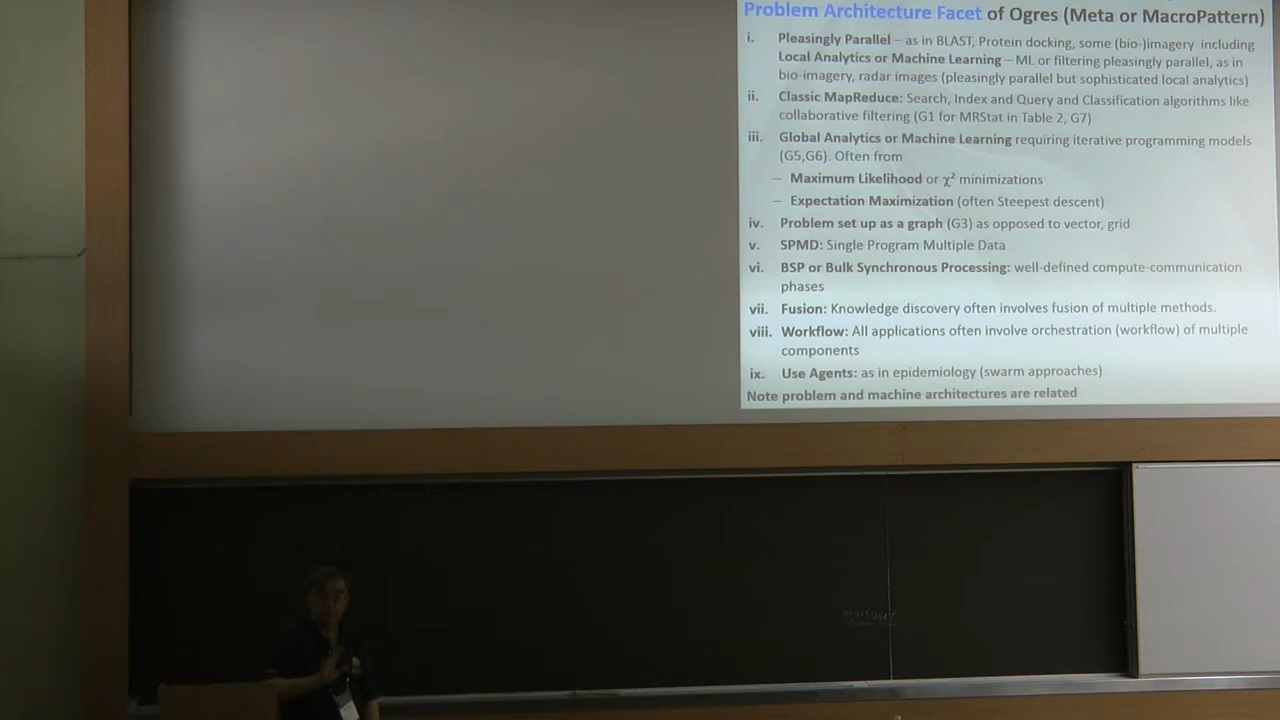 Problem Architecture Facet of Ogres (Meta or MacroPattern)
i. Pleasingly Parallel – as in BLAST, Protein docking, some (bio-)imagery including
Local Analytics or Machine Learning – ML or filtering pleasingly parallel, as in
bio-imagery, radar images (pleasingly parallel but sophisticated local analytics)
ii. Classic MapReduce: Search, Index and Query and Classification algorithms like
collaborative filtering (G1 for MRStat in Table 2, G7)
iii. Global Analytics or Machine Learning requiring iterative programming models
(G5,G6). Often from
– Maximum Likelihood or χ² minimizations
– Expectation Maximization (often Steepest descent)
iv. Problem set up as a graph (G3) as opposed to vector, grid
v. SPMD: Single Program Multiple Data
vi. BSP or Bulk Synchronous Processing: well-defined compute-communication
phases
vii. Fusion: Knowledge discovery often involves fusion of multiple methods.
viii. Workflow: All applications often involve orchestration (workflow) of multiple
components
ix. Use Agents: as in epidemiology (swarm approaches)
Note problem and machine architectures are related